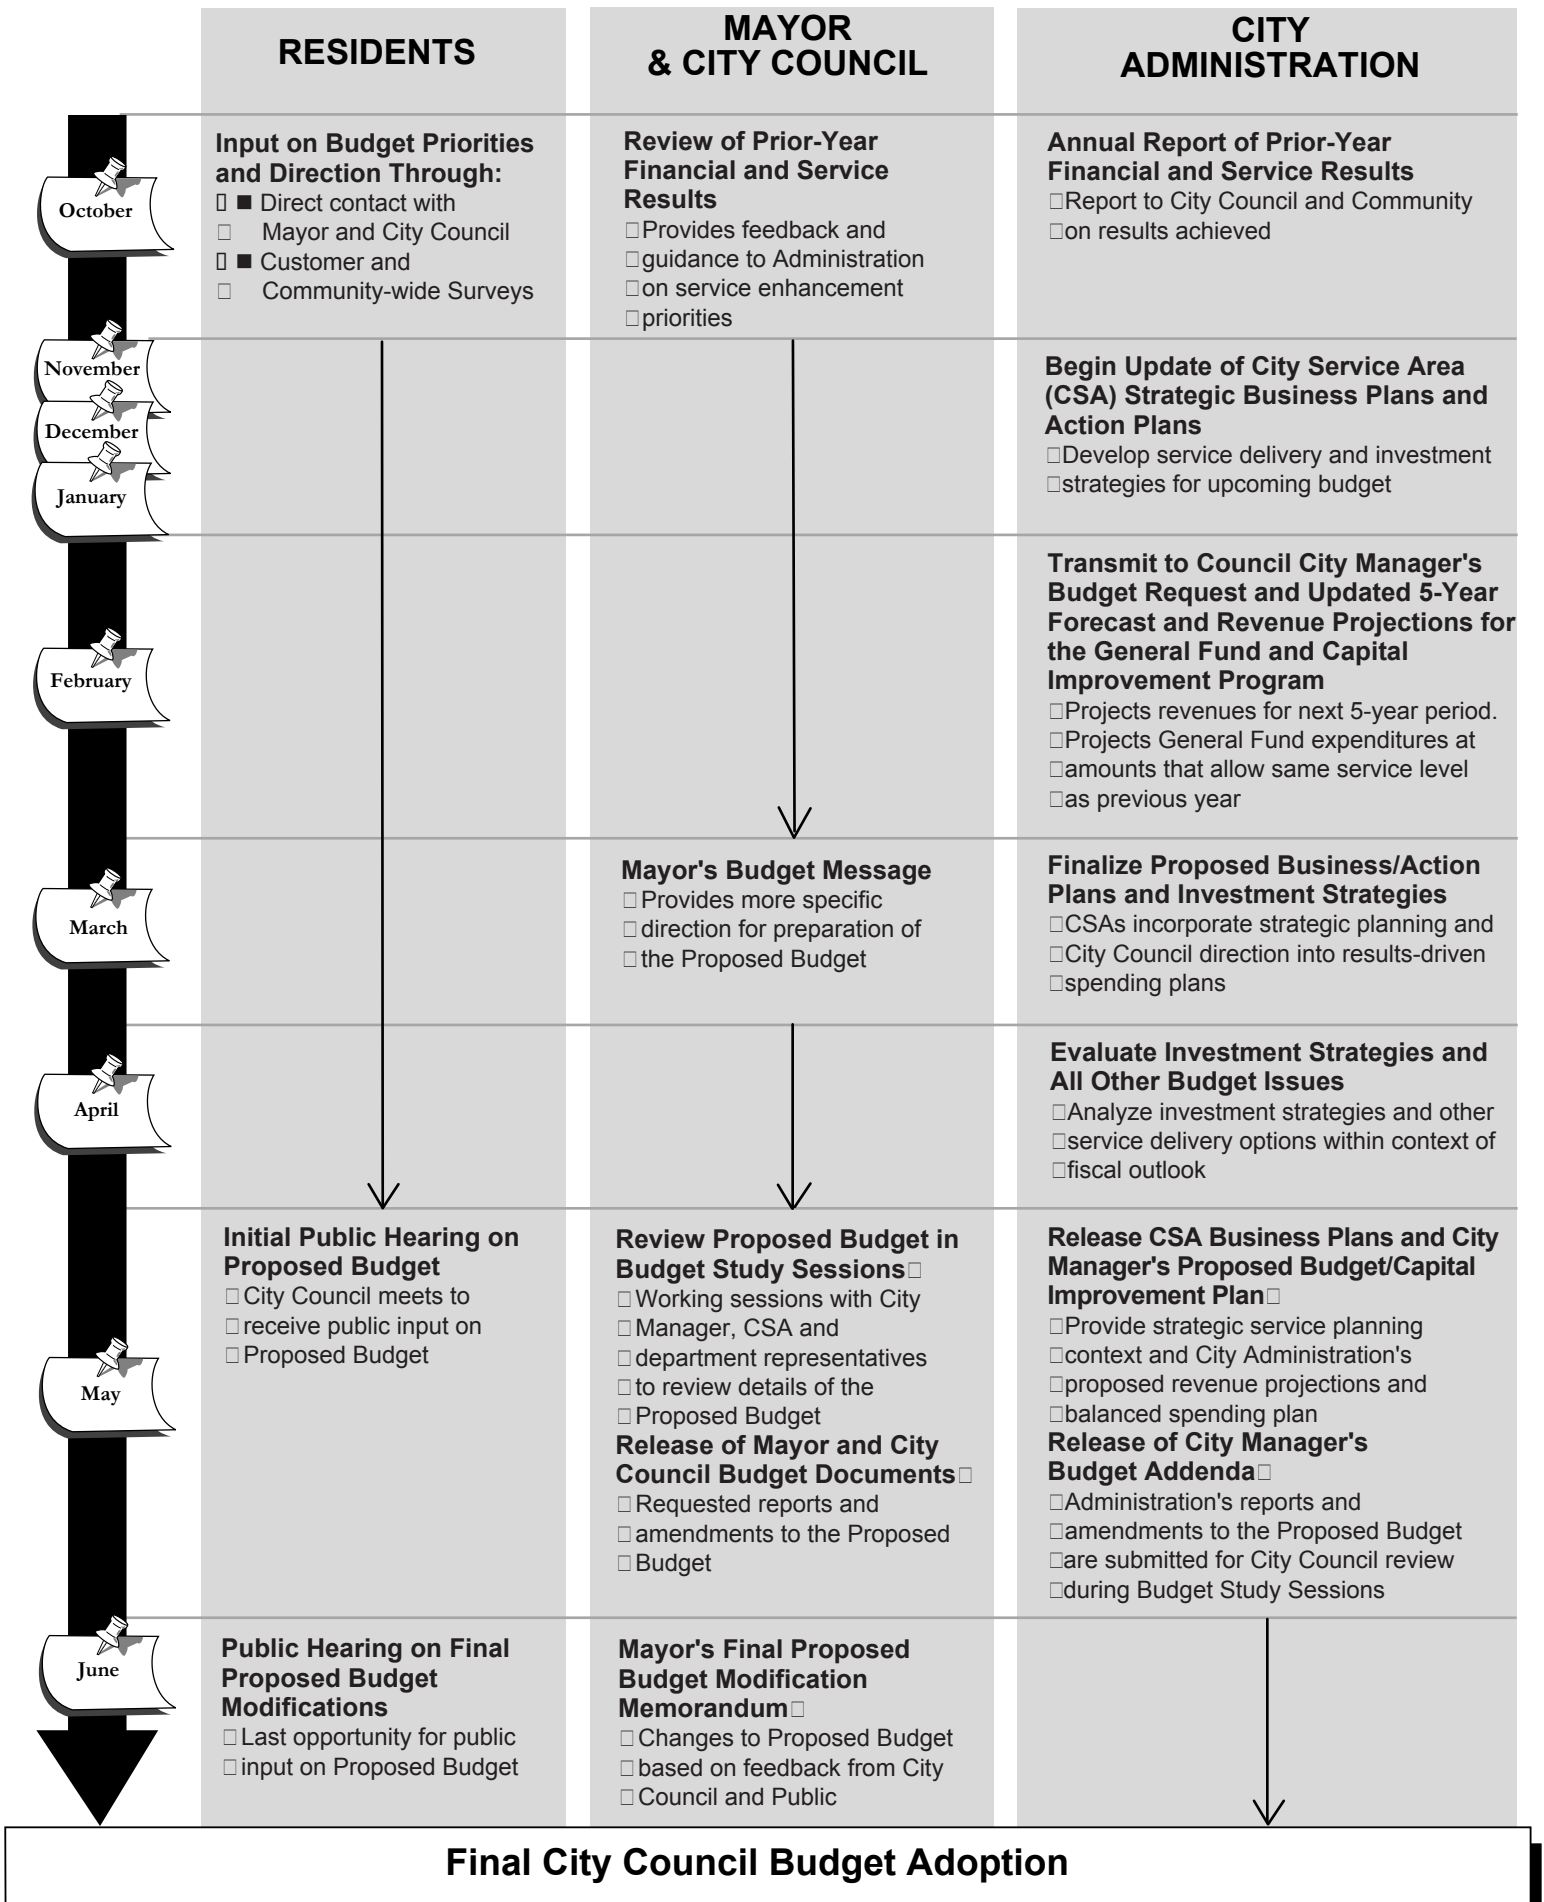 RESIDENTS
MAYOR
& CITY COUNCIL
CITY
ADMINISTRATION
October
Input on Budget Priorities
and Direction Through:
■ Direct contact with
Mayor and City Council
■ Customer and
Community-wide Surveys
Review of Prior-Year
Financial and Service
Results
Provides feedback and
guidance to Administration
on service enhancement
priorities
Annual Report of Prior-Year
Financial and Service Results
Report to City Council and Community
on results achieved
November
December
January
Begin Update of City Service Area
(CSA) Strategic Business Plans and
Action Plans
Develop service delivery and investment
strategies for upcoming budget
February
Transmit to Council City Manager's
Budget Request and Updated 5-Year
Forecast and Revenue Projections for
the General Fund and Capital
Improvement Program
Projects revenues for next 5-year period.
Projects General Fund expenditures at
amounts that allow same service level
as previous year
March
Mayor's Budget Message
Provides more specific
direction for preparation of
the Proposed Budget
Finalize Proposed Business/Action
Plans and Investment Strategies
CSAs incorporate strategic planning and
City Council direction into results-driven
spending plans
April
Evaluate Investment Strategies and
All Other Budget Issues
Analyze investment strategies and other
service delivery options within context of
fiscal outlook
May
Initial Public Hearing on
Proposed Budget
City Council meets to
receive public input on
Proposed Budget
Review Proposed Budget in
Budget Study Sessions
Working sessions with City
Manager, CSA and
department representatives
to review details of the
Proposed Budget
Release of Mayor and City
Council Budget Documents
Requested reports and
amendments to the Proposed
Budget
Release CSA Business Plans and City
Manager's Proposed Budget/Capital
Improvement Plan
Provide strategic service planning
context and City Administration's
proposed revenue projections and
balanced spending plan
Release of City Manager's
Budget Addenda
Administration's reports and
amendments to the Proposed Budget
are submitted for City Council review
during Budget Study Sessions
June
Public Hearing on Final
Proposed Budget
Modifications
Last opportunity for public
input on Proposed Budget
Mayor's Final Proposed
Budget Modification
Memorandum
Changes to Proposed Budget
based on feedback from City
Council and Public
Final City Council Budget Adoption